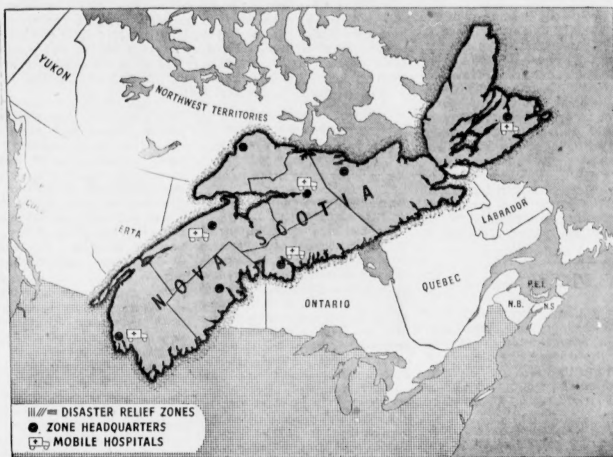 YUKON
NORTHWEST TERRITORIES
ERTA
NOVA SCOTIA
LABRADOR
QUEBEC
ONTARIO
P.E.I.
N.B.
N.S.
DISASTER RELIEF ZONES
ZONE HEADQUARTERS
MOBILE HOSPITALS